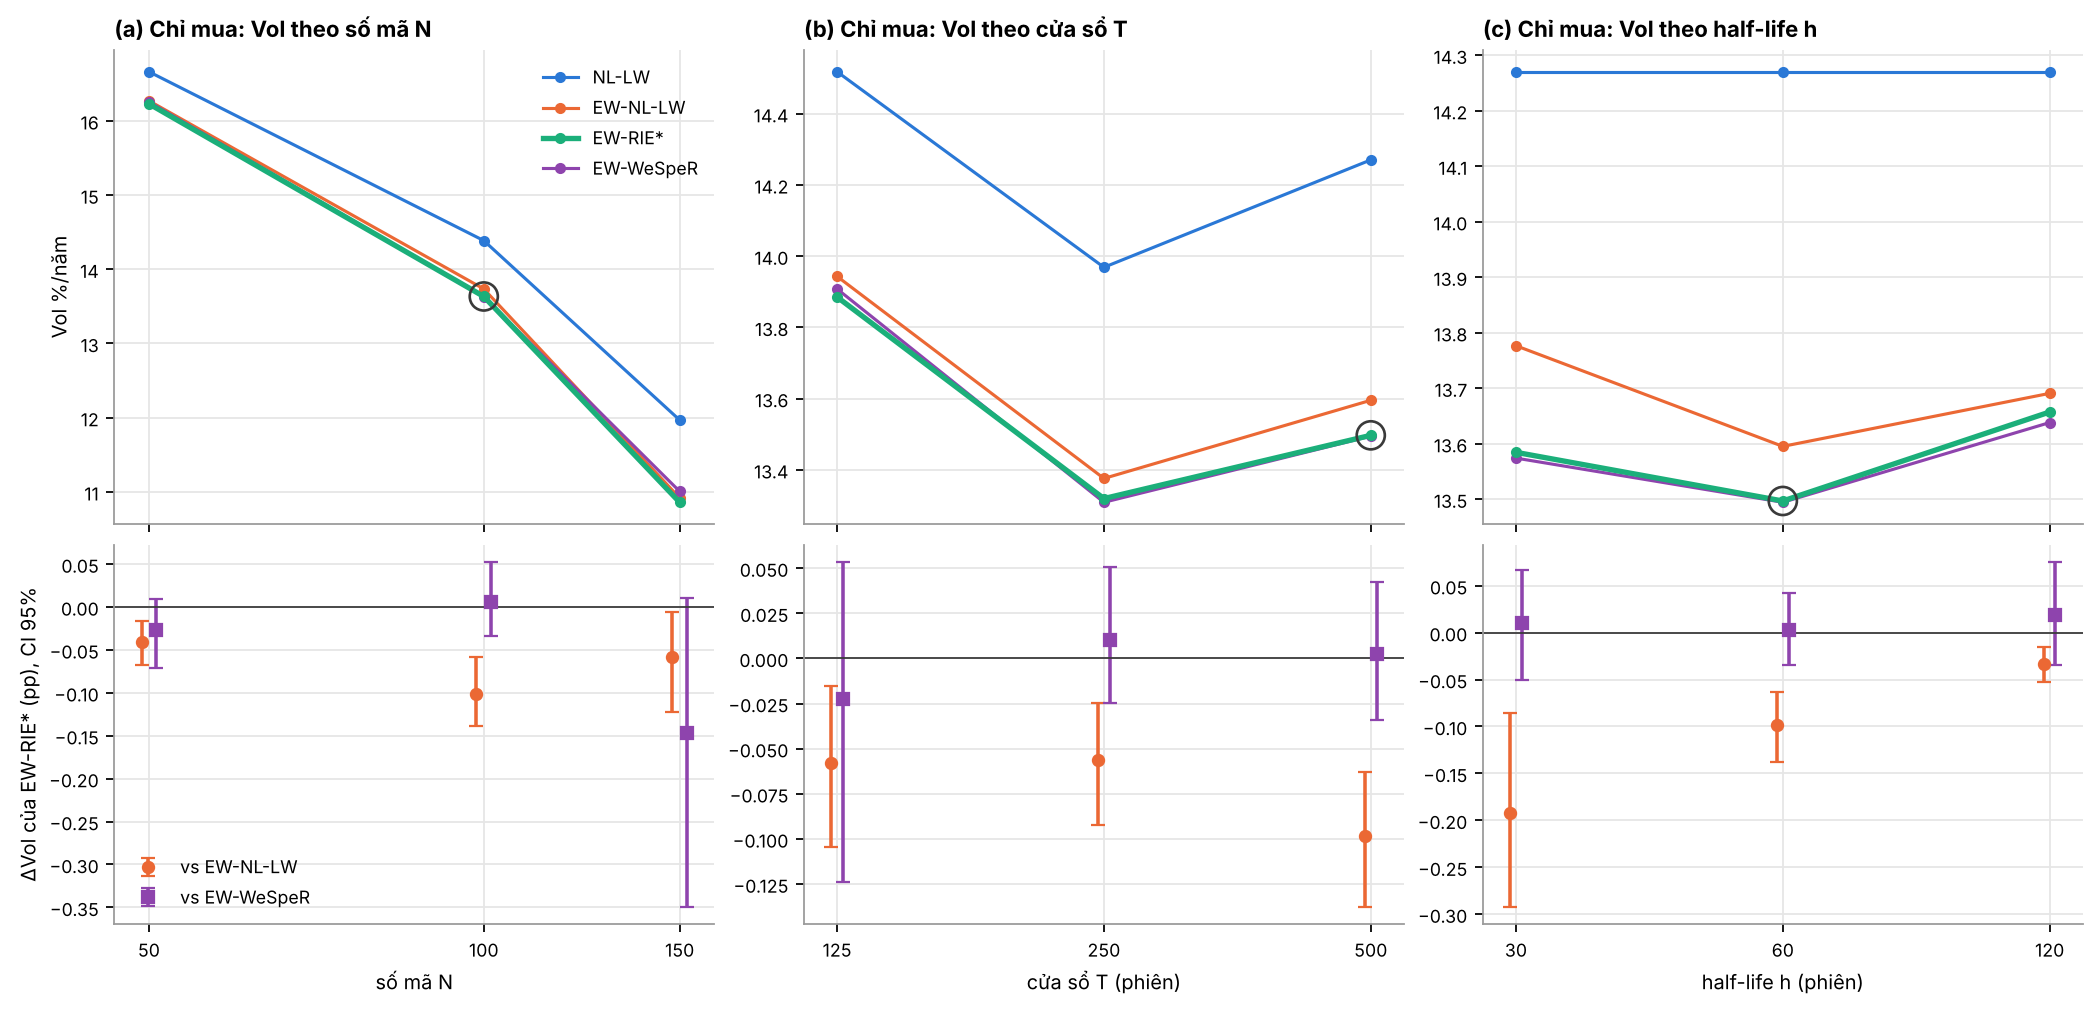 (a) Chỉ mua: Vol theo số mã N
Vol %/năm
16
15
14
13
12
11
NL-LW
EW-NL-LW
EW-RIE*
EW-WeSpeR
(b) Chỉ mua: Vol theo cửa sổ T
14.4
14.2
14.0
13.8
13.6
13.4
(c) Chỉ mua: Vol theo half-life h
14.3
14.2
14.1
14.0
13.9
13.8
13.7
13.6
13.5
ΔVol của EW-RIE* (pp), CI 95%
0.05
0.00
−0.05
−0.10
−0.15
−0.20
−0.25
−0.30
−0.35
vs EW-NL-LW
vs EW-WeSpeR
50 100 150
số mã N
0.050
0.025
0.000
−0.025
−0.050
−0.075
−0.100
−0.125
125 250 500
cửa sổ T (phiên)
0.05
0.00
−0.05
−0.10
−0.15
−0.20
−0.25
−0.30
30 60 120
half-life h (phiên)